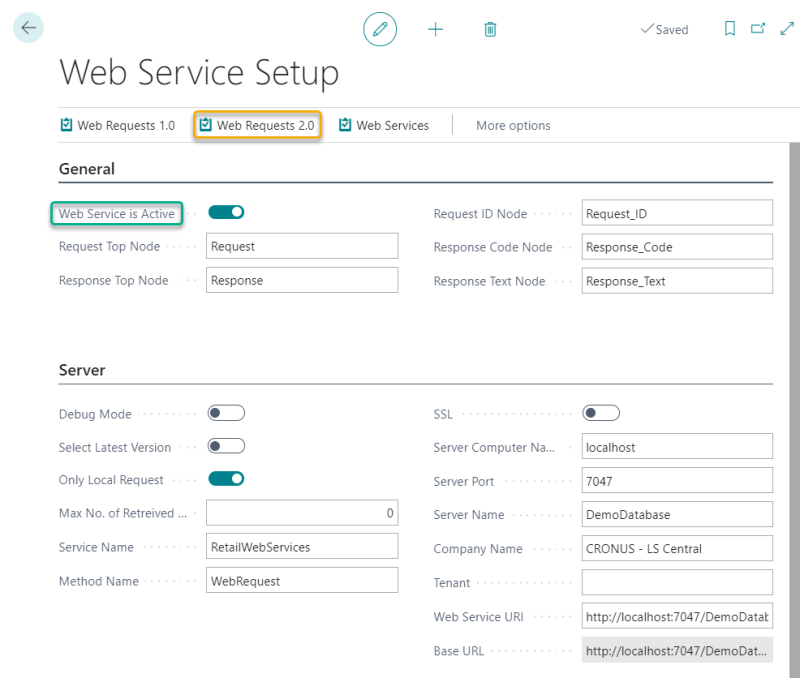 Saved
Web Service Setup
Web Requests 1.0 Web Requests 2.0 Web Services More options
General
Web Service is Active
Request ID Node Request_ID
Request Top Node Request
Response Code Node Response_Code
Response Top Node Response
Response Text Node Response_Text
Server
Debug Mode
SSL
Select Latest Version
Server Computer Na... localhost
Only Local Request
Server Port 7047
Max No. of Retreived ... 0
Server Name DemoDatabase
Service Name RetailWebServices
Company Name CRONUS - LS Central
Method Name WebRequest
Tenant
Web Service URI http://localhost:7047/DemoDatab
Base URL http://localhost:7047/DemoDat...